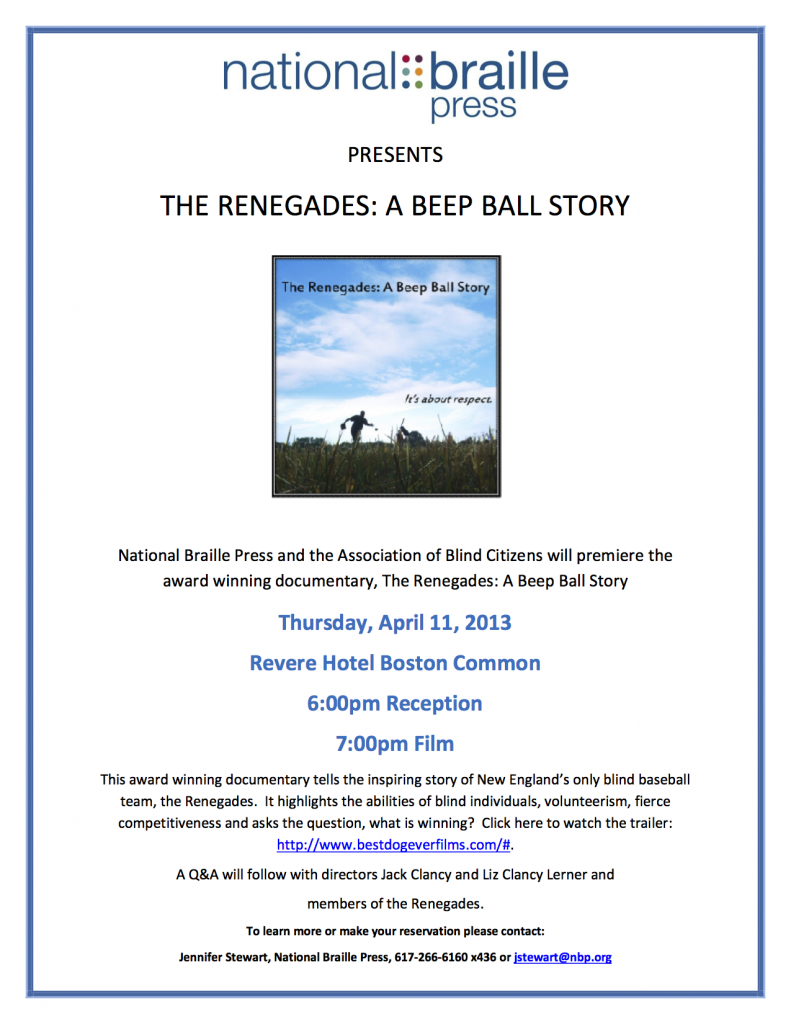 national braille
press
PRESENTS
THE RENEGADES: A BEEP BALL STORY
The Renegades: A Beep Ball Story
It's about respect.
National Braille Press and the Association of Blind Citizens will premiere the
award winning documentary, The Renegades: A Beep Ball Story
Thursday, April 11, 2013
Revere Hotel Boston Common
6:00pm Reception
7:00pm Film
This award winning documentary tells the inspiring story of New England’s only blind baseball
team, the Renegades.  It highlights the abilities of blind individuals, volunteerism, fierce
competitiveness and asks the question, what is winning?  Click here to watch the trailer:
http://www.bestdogeverfilms.com/#.
A Q&A will follow with directors Jack Clancy and Liz Clancy Lerner and
members of the Renegades.
To learn more or make your reservation please contact:
Jennifer Stewart, National Braille Press, 617-266-6160 x436 or jstewart@nbp.org